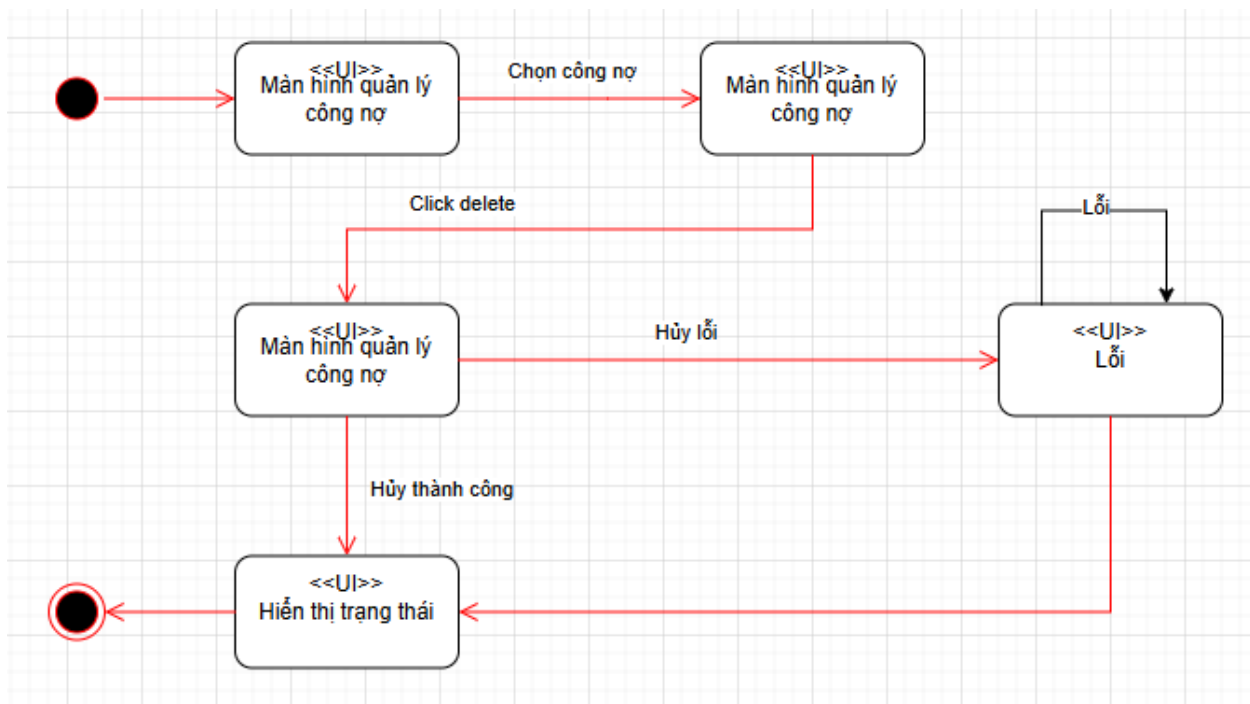 <<UI>>
Màn hình quản lý
công nợ
Chọn công nợ
<<UI>>
Màn hình quản lý
công nợ
Click delete
Lỗi
<<UI>>
Màn hình quản lý
công nợ
Hủy lỗi
<<UI>>
Lỗi
Hủy thành công
<<UI>>
Hiển thị trạng thái